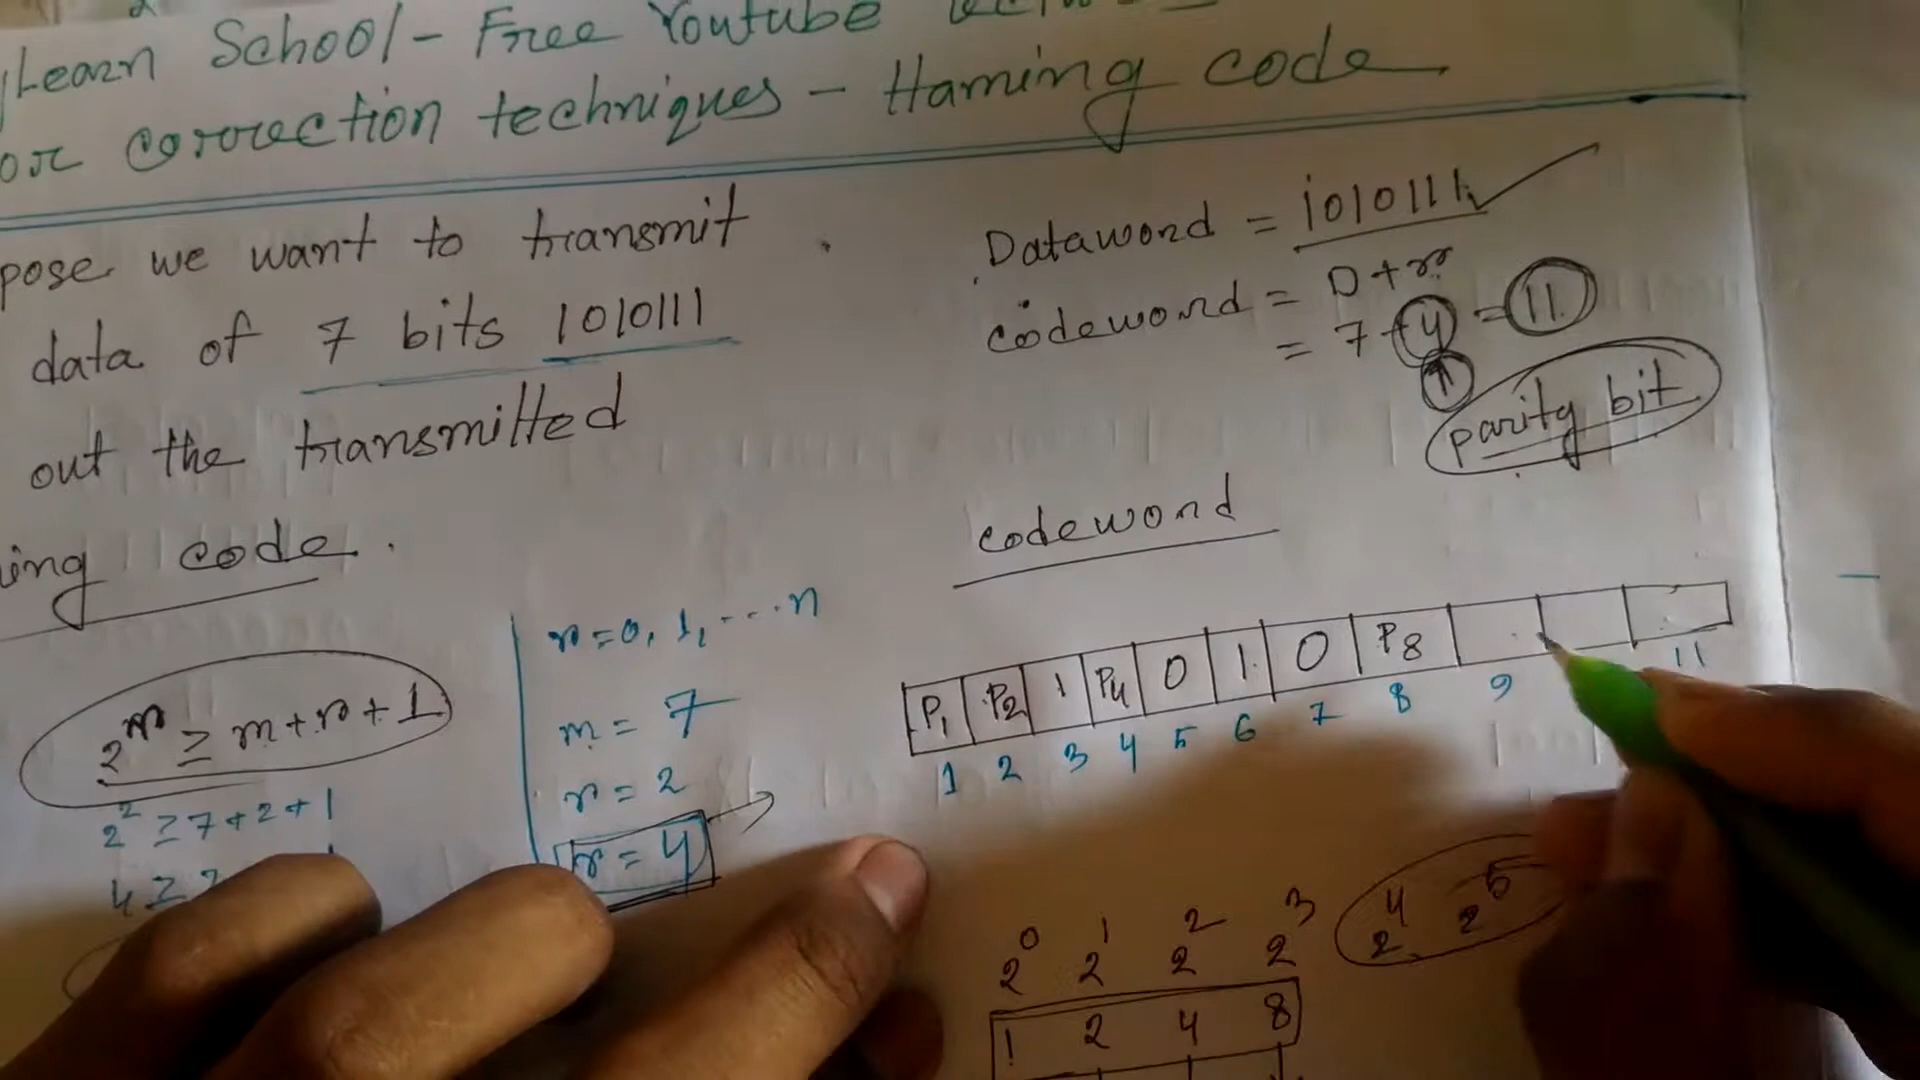 Learn School - Free Youtube
correction techniques - Haming code
pose we want to transmit
data of 7 bits 1010111
out the transmitted
ing code.
Dataword = 1010111
codeword = D+r
= 7+4 = 11
parity bit
codeword
P1 P2 1 P4 0 1 0 P8
1 2 3 4 5 6 7 8 9 11
2^r ≥ m+r+1
2^2 ≥ 7+2+1
4 ≥
r=0, 1, ---n
m = 7
r = 2
r = 4
2^0 2^1 2^2 2^3 2^4 2^5
1 2 4 8